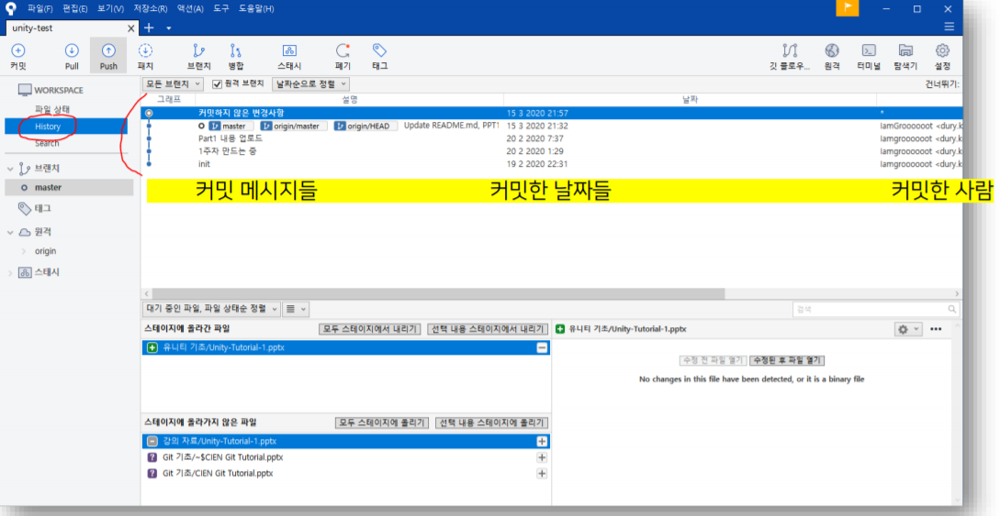 파일(F) 편집(E) 보기(V) 저장소(R) 액션(A) 도구 도움말(H)
unity-test
커밋 Pull Push 패치 브랜치 병합 스태시 폐기 태그 깃 플로우... 원격 터미널 탐색기 설정
WORKSPACE
파일 상태
History
Search
브랜치
master
태그
원격
origin
스태시
모든 브랜치 원격 브랜치 날짜순으로 정렬 건너뛰기:
그래프 설명 날짜
커밋하지 않은 변경사항 15 3 2020 21:57 *
master origin/master origin/HEAD Update README.md, PPT1 15 3 2020 21:32 IamGroooooot <dury.k
Part1 내용 업로드 20 2 2020 7:37 Iamgroooooot <dury.k
1주차 만드는 중 20 2 2020 1:29 Iamgroooooot <dury.k
init 19 2 2020 22:31 Iamgroooooot <dury.k
커밋 메시지들 커밋한 날짜들 커밋한 사람
대기 중인 파일, 파일 상태순 정렬 검색
스테이지에 올라간 파일 모두 스테이지에서 내리기 선택 내용 스테이지에서 내리기
유니티 기초/Unity-Tutorial-1.pptx
스테이지에 올라가지 않은 파일 모두 스테이지에 올리기 선택 내용 스테이지에 올리기
강의 자료/Unity-Tutorial-1.pptx
Git 기초/~$CIEN Git Tutorial.pptx
Git 기초/CIEN Git Tutorial.pptx
유니티 기초/Unity-Tutorial-1.pptx
수정 전 파일 열기 수정된 후 파일 열기
No changes in this file have been detected, or it is a binary file